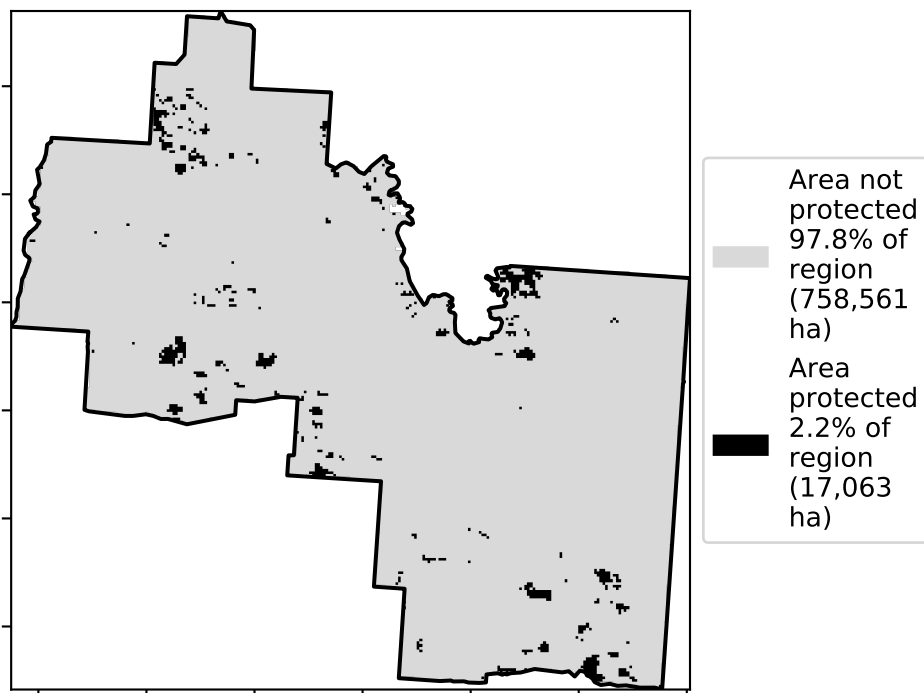 Area not
protected
97.8% of
region
(758,561
ha)
Area
protected
2.2% of
region
(17,063
ha)